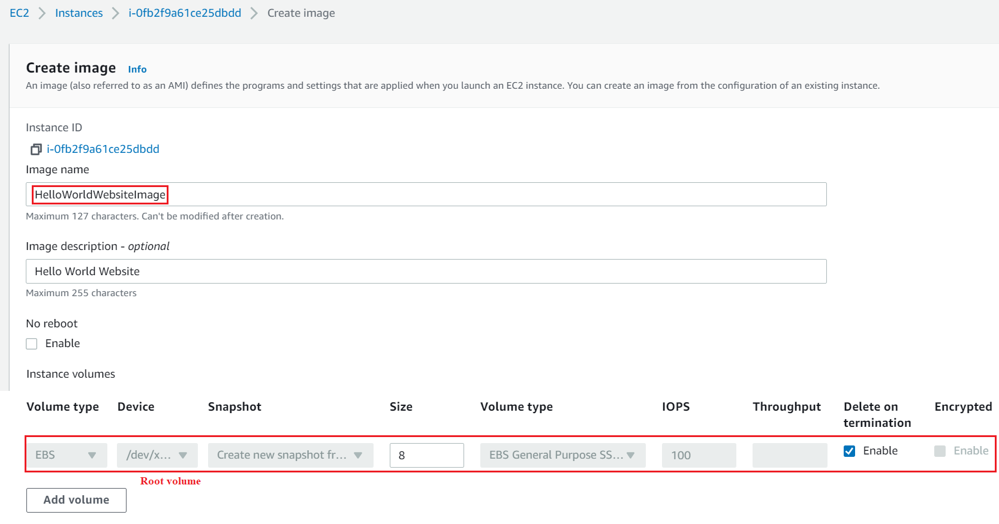 EC2 > Instances > i-0fb2f9a61ce25dbdd > Create image
Create image Info
An image (also referred to as an AMI) defines the programs and settings that are applied when you launch an EC2 instance. You can create an image from the configuration of an existing instance.
Instance ID
i-0fb2f9a61ce25dbdd
Image name
HelloWorldWebsiteImage
Maximum 127 characters. Can't be modified after creation.
Image description - optional
Hello World Website
Maximum 255 characters
No reboot
Enable
Instance volumes
Volume type Device Snapshot Size Volume type IOPS Throughput Delete on termination Encrypted
EBS /dev/x... Create new snapshot fr... 8 EBS General Purpose SS... 100 Enable Enable
Root volume
Add volume